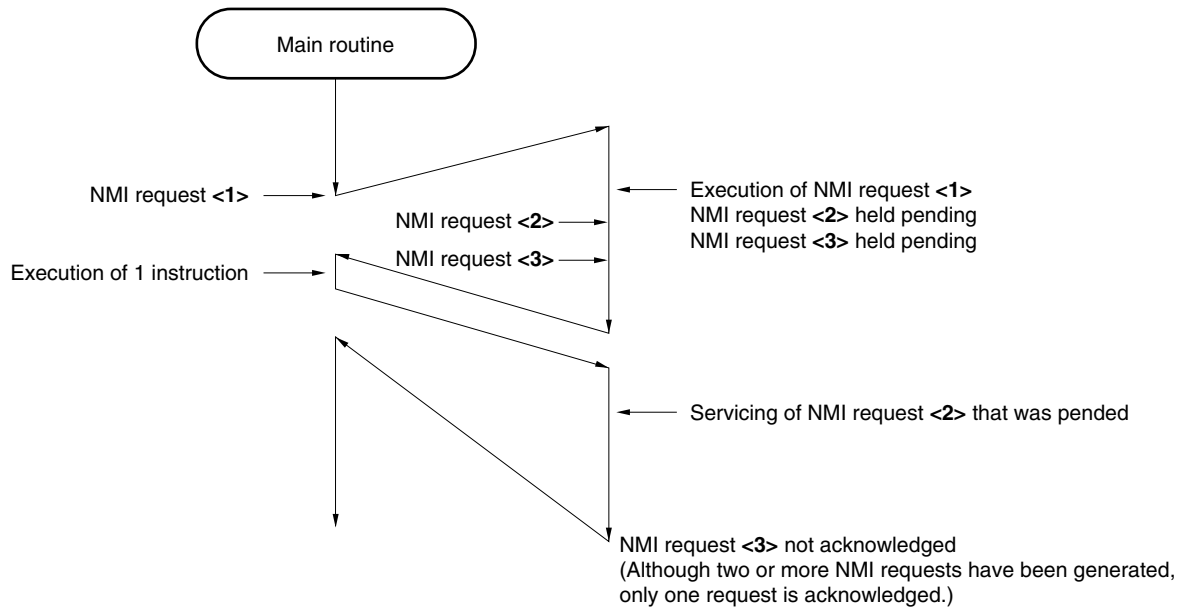 Main routine
NMI request <1>
Execution of NMI request <1>
NMI request <2> held pending
NMI request <3> held pending
NMI request <2>
NMI request <3>
Execution of 1 instruction
Servicing of NMI request <2> that was pended
NMI request <3> not acknowledged
(Although two or more NMI requests have been generated,
only one request is acknowledged.)